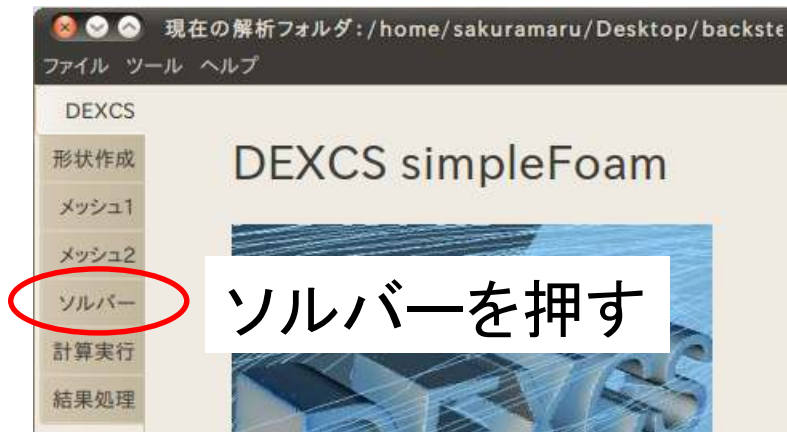 現在の解析フォルダ:/home/sakuramaru/Desktop/backste
ファイル ツール ヘルプ
DEXCS
形状作成
メッシュ1
メッシュ2
ソルバー
計算実行
結果処理
DEXCS simpleFoam
ソルバーを押す
DEXCS